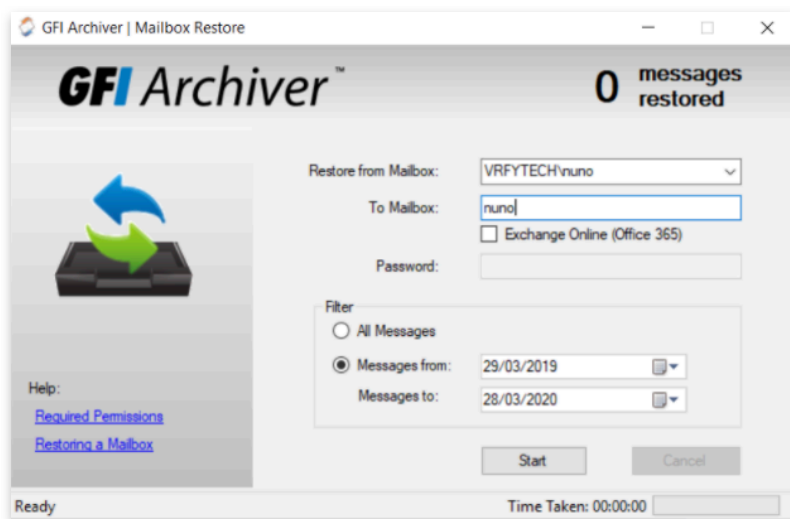 GFI Archiver | Mailbox Restore
GFI Archiver™
0 messages restored
Restore from Mailbox: VRFYTECH\nuno
To Mailbox: nuno
Exchange Online (Office 365)
Password:
Filter
All Messages
Messages from: 29/03/2019
Messages to: 28/03/2020
Help:
Required Permissions
Restoring a Mailbox
Start Cancel
Ready Time Taken: 00:00:00